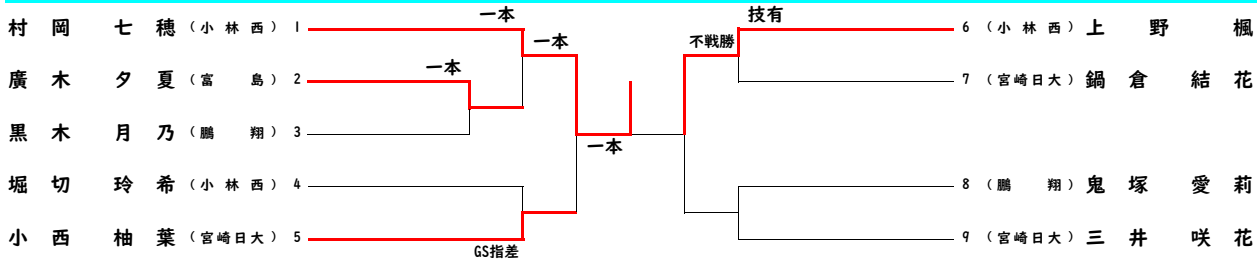 一本 技有
村岡 七穂 (小林西) 1 6 (小林西) 上野 楓
一本 不戦勝
一本
廣木 夕夏 (富島) 2 7 (宮崎日大) 鍋倉 結花
黒木 月乃 (鵬翔) 3
一本
堀切 玲希 (小林西) 4 8 (鵬翔) 鬼塚 愛莉
小西 柚葉 (宮崎日大) 5 9 (宮崎日大) 三井 咲花
GS指差